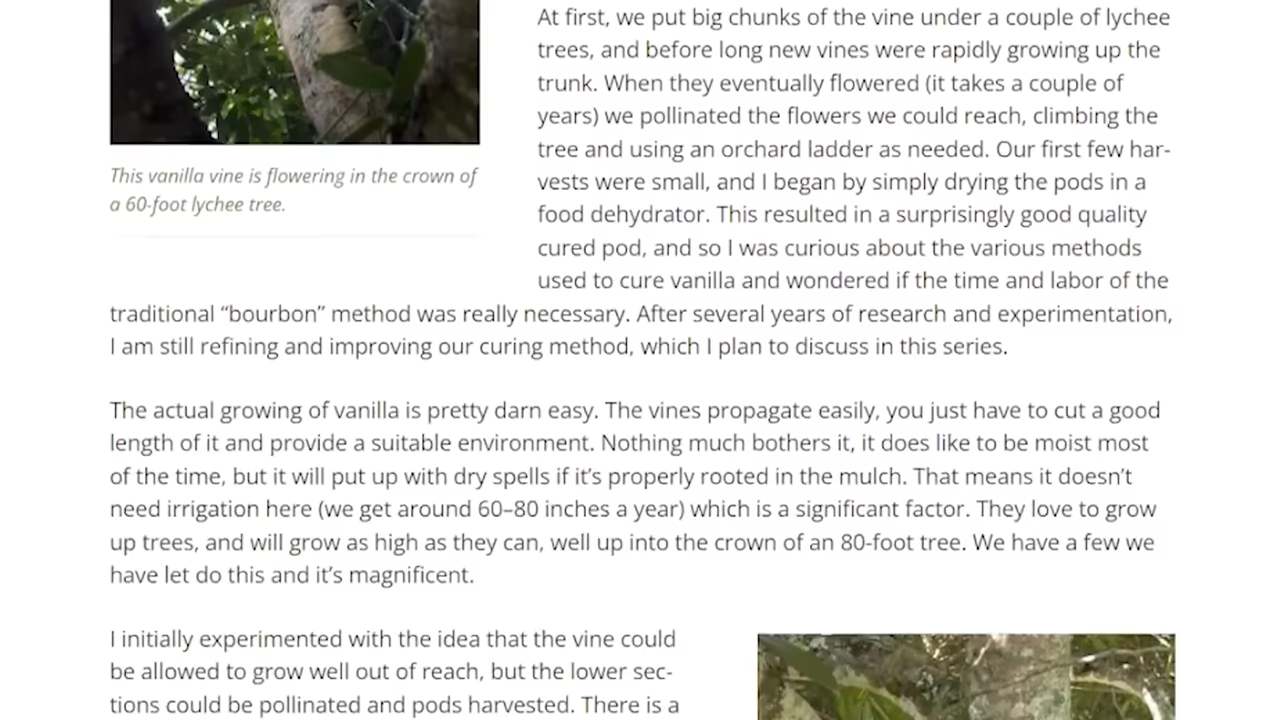 At first, we put big chunks of the vine under a couple of lychee
trees, and before long new vines were rapidly growing up the
trunk. When they eventually flowered (it takes a couple of
years) we pollinated the flowers we could reach, climbing the
tree and using an orchard ladder as needed. Our first few har-
vests were small, and I began by simply drying the pods in a
food dehydrator. This resulted in a surprisingly good quality
cured pod, and so I was curious about the various methods
used to cure vanilla and wondered if the time and labor of the
traditional “bourbon” method was really necessary. After several years of research and experimentation,
I am still refining and improving our curing method, which I plan to discuss in this series.
This vanilla vine is flowering in the crown of
a 60-foot lychee tree.
The actual growing of vanilla is pretty darn easy. The vines propagate easily, you just have to cut a good
length of it and provide a suitable environment. Nothing much bothers it, it does like to be moist most
of the time, but it will put up with dry spells if it’s properly rooted in the mulch. That means it doesn’t
need irrigation here (we get around 60–80 inches a year) which is a significant factor. They love to grow
up trees, and will grow as high as they can, well up into the crown of an 80-foot tree. We have a few we
have let do this and it’s magnificent.
I initially experimented with the idea that the vine could
be allowed to grow well out of reach, but the lower sec-
tions could be pollinated and pods harvested. There is a